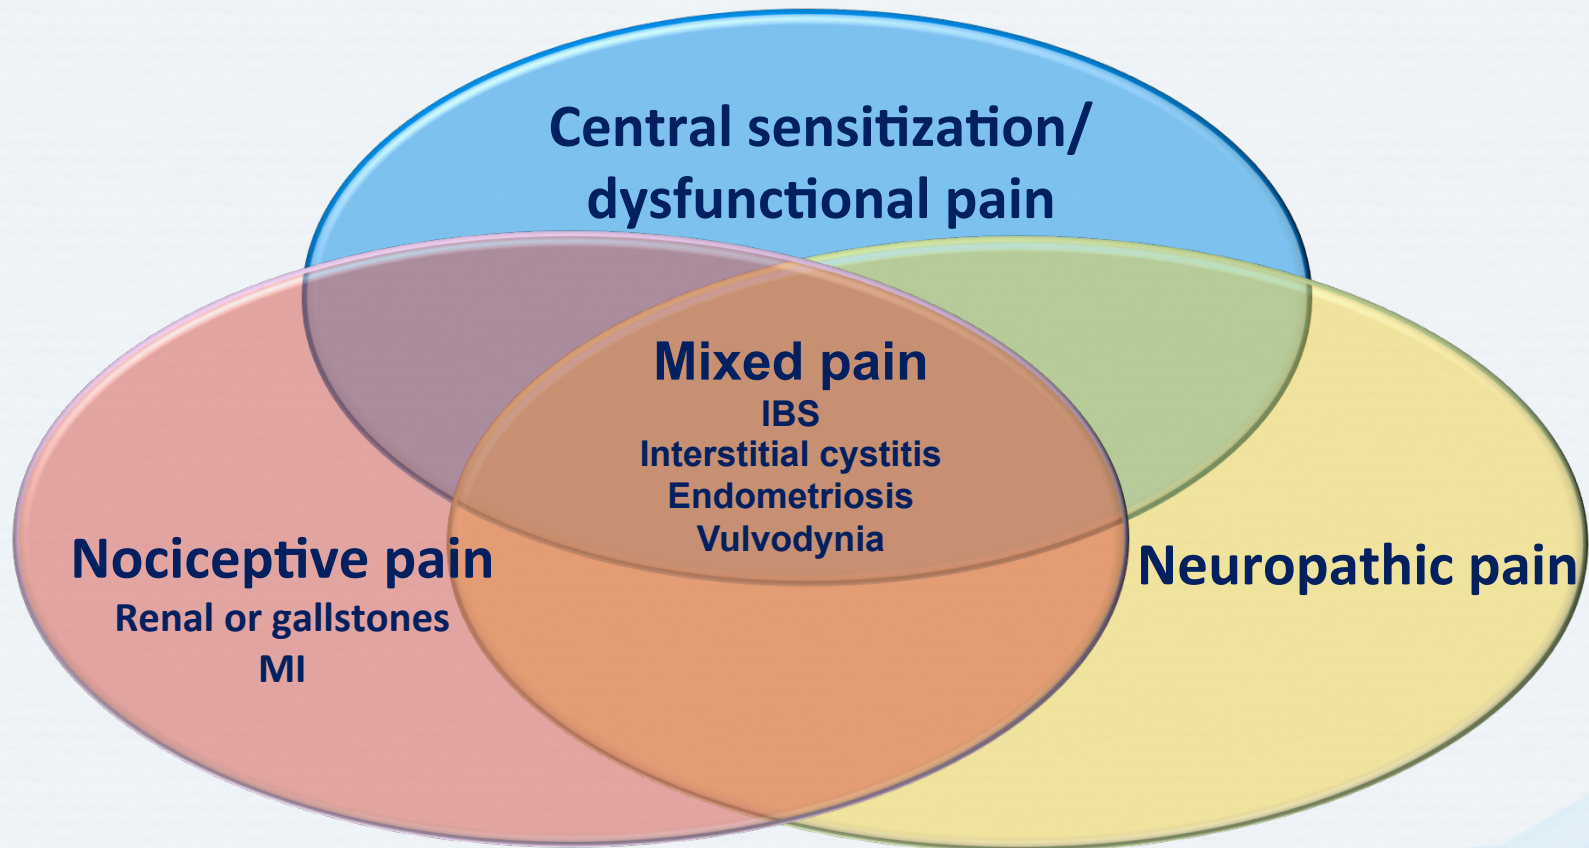 Central sensitization/
dysfunctional pain
Mixed pain
IBS
Interstitial cystitis
Endometriosis
Vulvodynia
Nociceptive pain
Renal or gallstones
MI
Neuropathic pain